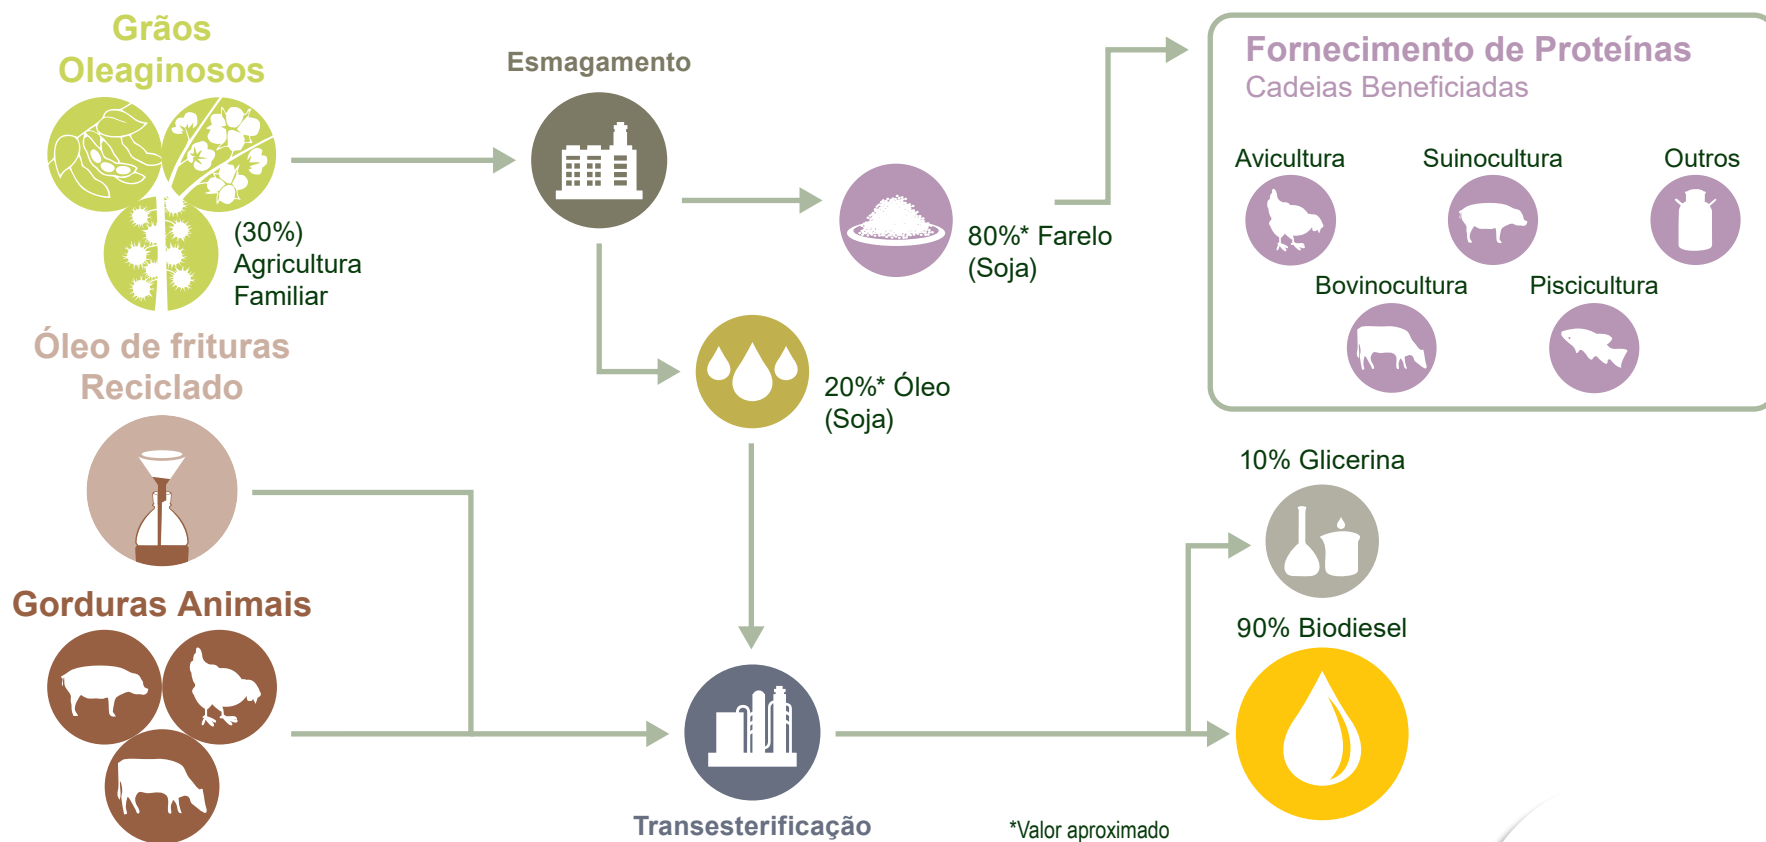 Grãos
Oleaginosos
(30%)
Agricultura
Familiar
Óleo de frituras
Reciclado
Gorduras Animais
Esmagamento
80%* Farelo
(Soja)
20%* Óleo
(Soja)
Transesterificação
Fornecimento de Proteínas
Cadeias Beneficiadas
Avicultura
Suinocultura
Outros
Bovinocultura
Piscicultura
10% Glicerina
90% Biodiesel
*Valor aproximado